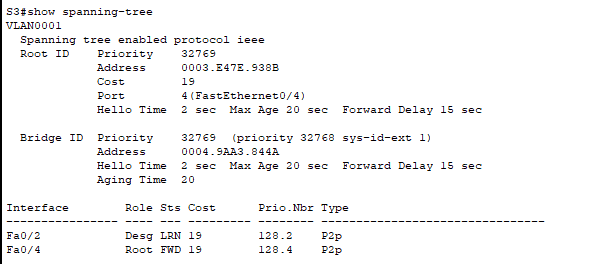 S3#show spanning-tree
VLAN0001
  Spanning tree enabled protocol ieee
  Root ID    Priority    32769
             Address     0003.E47E.938B
             Cost        19
             Port        4(FastEthernet0/4)
             Hello Time  2 sec  Max Age 20 sec  Forward Delay 15 sec

  Bridge ID  Priority    32769  (priority 32768 sys-id-ext 1)
             Address     0004.9AA3.844A
             Hello Time  2 sec  Max Age 20 sec  Forward Delay 15 sec
             Aging Time  20

Interface        Role Sts Cost      Prio.Nbr Type
---------------- ---- --- --------- -------- --------------------------------
Fa0/2            Desg LRN 19        128.2    P2p
Fa0/4            Root FWD 19        128.4    P2p